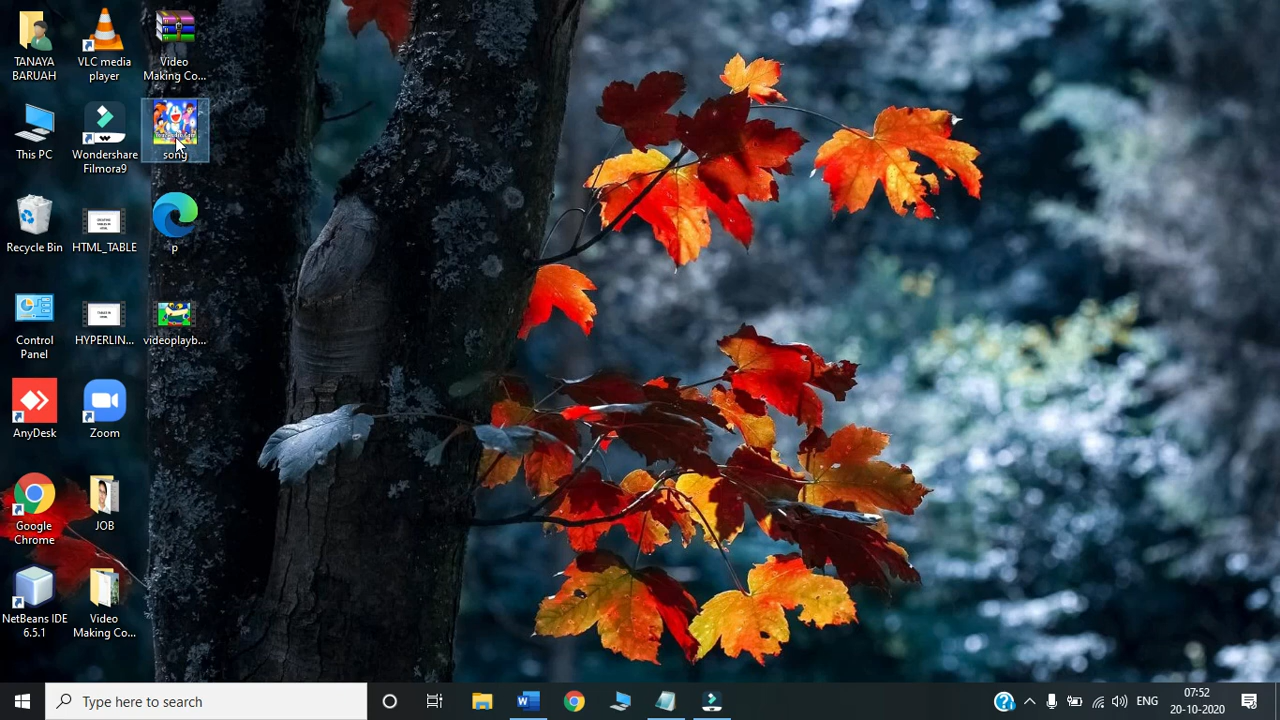 TANAYA
BARUAH
VLC media
player
Video
Making Co...
This PC
Wondershare
Filmora9
song
Recycle Bin
HTML_TABLE
p
Control
Panel
HYPERLIN...
videoplayb...
AnyDesk
Zoom
Google
Chrome
JOB
NetBeans IDE
6.5.1
Video
Making Co...
Type here to search
ENG
07:52
20-10-2020